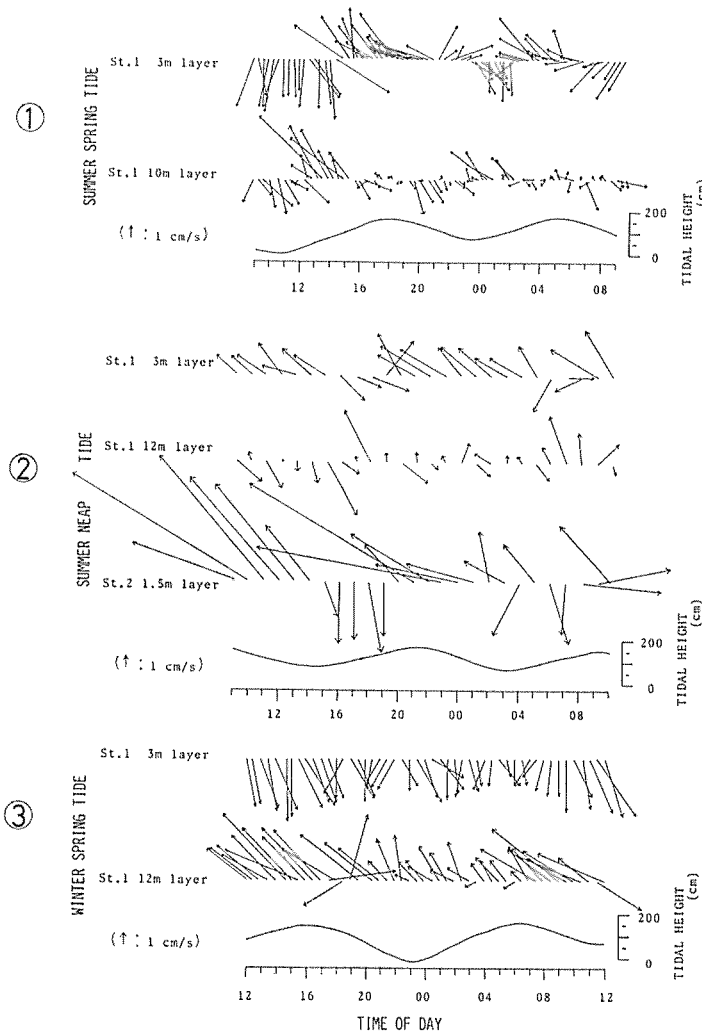 ①
SUMMER SPRING TIDE
St.1 3m layer
St.1 10m layer
(↑ : 1 cm/s)
200
0
TIDAL HEIGHT
(cm)
12 16 20 00 04 08
②
SUMMER NEAP TIDE
St.1 3m layer
St.1 12m layer
St.2 1.5m layer
(↑ : 1 cm/s)
200
0
TIDAL HEIGHT
(cm)
12 16 20 00 04 08
③
WINTER SPRING TIDE
St.1 3m layer
St.1 12m layer
(↑ : 1 cm/s)
200
0
TIDAL HEIGHT
(cm)
12 16 20 00 04 08 12
TIME OF DAY